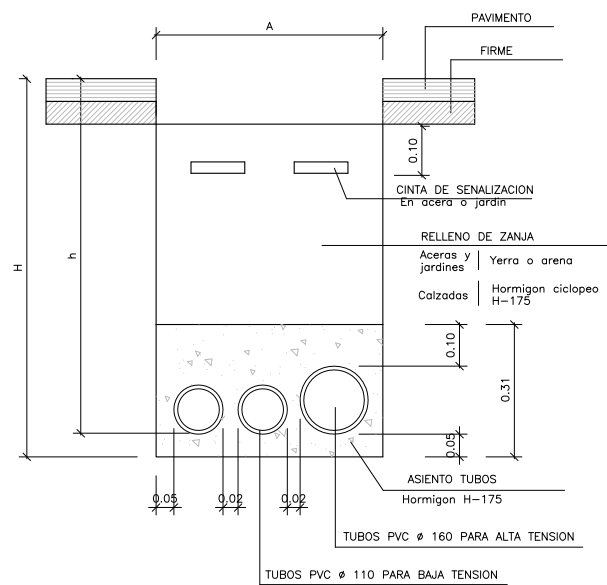 A
PAVIMENTO
FIRME
0.10
CINTA DE SENALIZACION
En acera o jardin
H
h
RELLENO DE ZANJA
Aceras y jardines | Yerra o arena
Calzadas | Hormigon ciclopeo H-175
0.10
0.31
0.05
ASIENTO TUBOS
Hormigon H-175
0.05
0.02
0.02
TUBOS PVC ø 160 PARA ALTA TENSION
TUBOS PVC ø 110 PARA BAJA TENSION